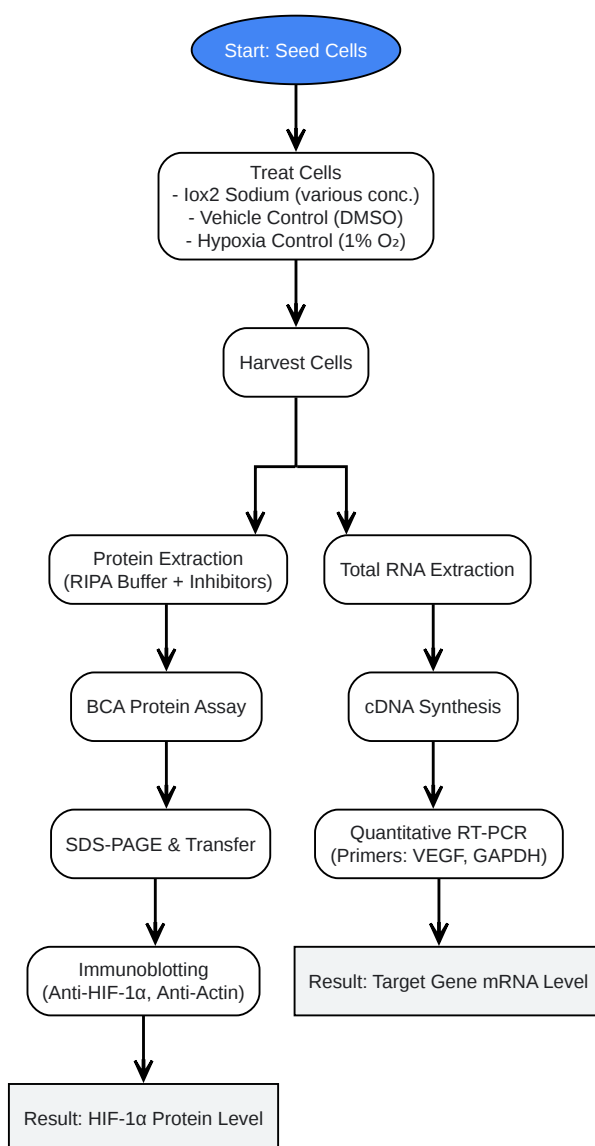 Start: Seed Cells
Treat Cells
- Iox2 Sodium (various conc.)
- Vehicle Control (DMSO)
- Hypoxia Control (1% O₂)
Harvest Cells
Protein Extraction
(RIPA Buffer + Inhibitors)
Total RNA Extraction
BCA Protein Assay
cDNA Synthesis
SDS-PAGE & Transfer
Quantitative RT-PCR
(Primers: VEGF, GAPDH)
Immunoblotting
(Anti-HIF-1α, Anti-Actin)
Result: Target Gene mRNA Level
Result: HIF-1α Protein Level